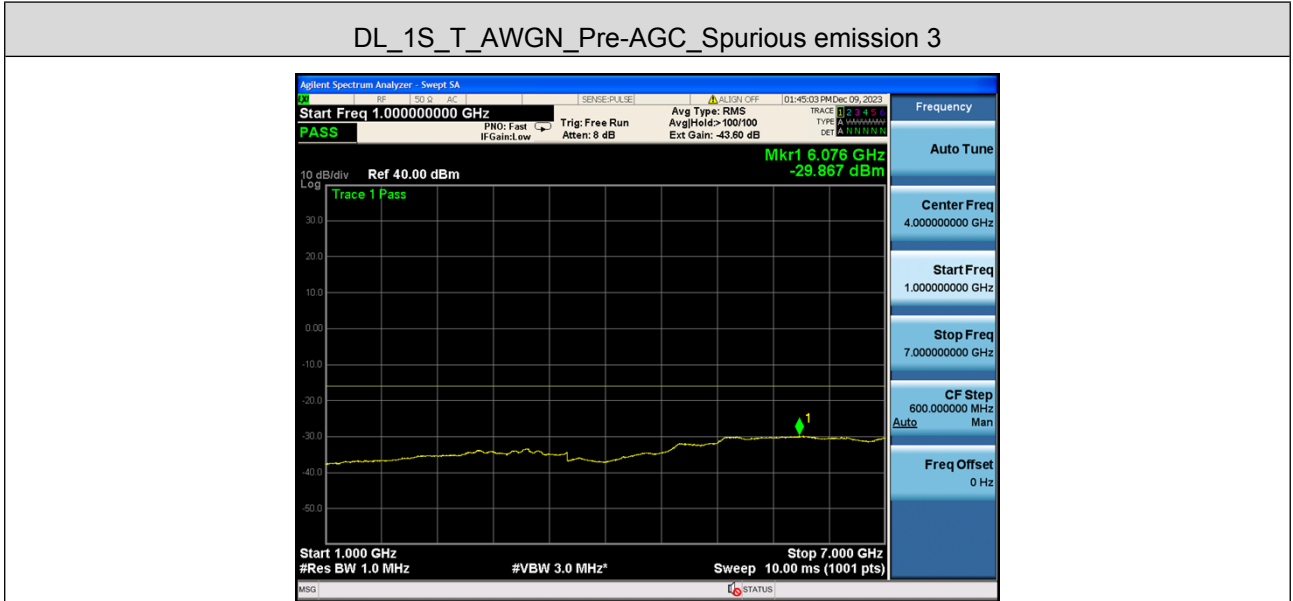 DL_1S_T_AWGN_Pre-AGC_Spurious emission 3
Agilent Spectrum Analyzer - Swept SA
RF 50 Ω AC SENSE:PULSE ALIGN OFF 01:45:03 PM Dec 09, 2023
Start Freq 1.000000000 GHz
PASS
PNO: Fast
IFGain:Low
Trig: Free Run
Atten: 8 dB
Avg Type: RMS
Avg|Hold:>100/100
Ext Gain: -43.60 dB
TRACE 1 2 3 4 5 6
TYPE A
DET A N N N N N
Mkr1 6.076 GHz
-29.867 dBm
10 dB/div Ref 40.00 dBm
Log
Trace 1 Pass
30.0
20.0
10.0
0.00
-10.0
-20.0
-30.0
-40.0
-50.0
1
Start 1.000 GHz Stop 7.000 GHz
#Res BW 1.0 MHz #VBW 3.0 MHz* Sweep 10.00 ms (1001 pts)
MSG STATUS
Frequency
Auto Tune
Center Freq
4.000000000 GHz
Start Freq
1.000000000 GHz
Stop Freq
7.000000000 GHz
CF Step
600.000000 MHz
Auto Man
Freq Offset
0 Hz